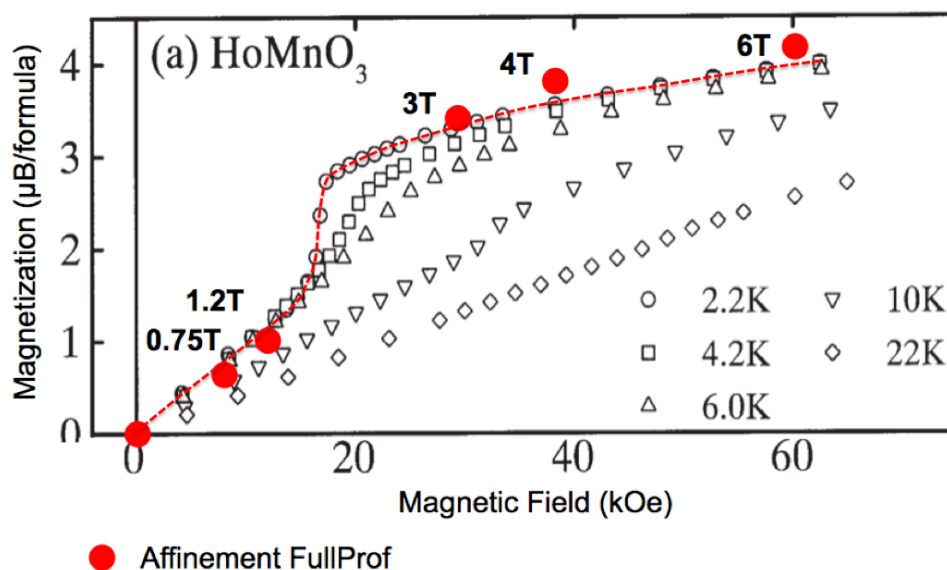 (a) HoMnO3
6T
4T
3T
1.2T
0.75T
4
3
2
1
0
Magnetization (µB/formula)
2.2K
10K
4.2K
22K
6.0K
0
20
40
60
Magnetic Field (kOe)
Affinement FullProf